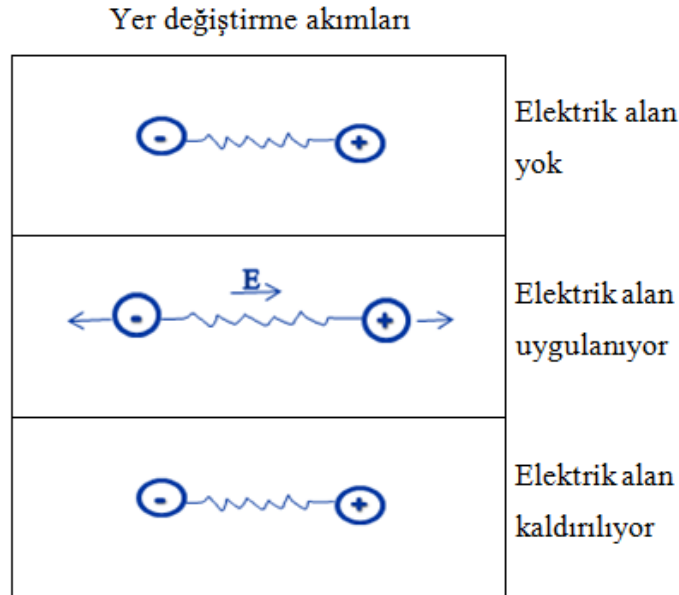 Yer değiştirme akımları
- +
Elektrik alan
yok
E
- +
Elektrik alan
uygulanıyor
- +
Elektrik alan
kaldırılıyor